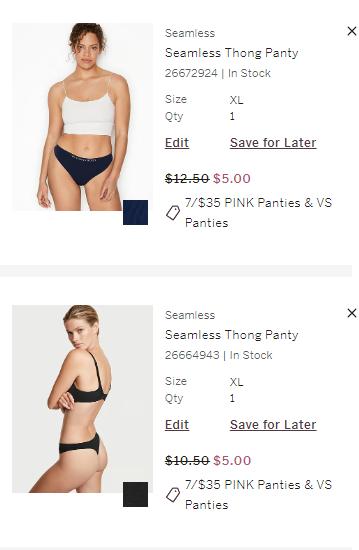 Seamless
Seamless Thong Panty
26672924 | In Stock
Size XL
Qty 1
Edit Save for Later
$12.50 $5.00
7/$35 PINK Panties & VS
Panties
Seamless
Seamless Thong Panty
26664943 | In Stock
Size XL
Qty 1
Edit Save for Later
$10.50 $5.00
7/$35 PINK Panties & VS
Panties